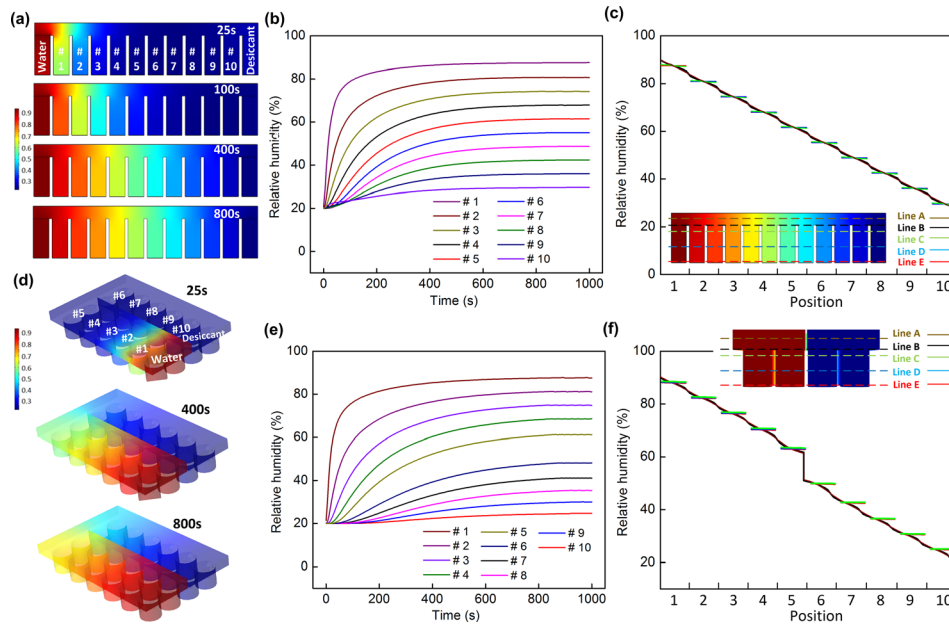 (a)
25s
Water
# # # # # # # # # #
1 2 3 4 5 6 7 8 9 10
Desiccant
100s
400s
800s
0.9
0.8
0.7
0.6
0.5
0.4
0.3
(b)
Relative humidity (%)
100
80
60
40
20
0
0 200 400 600 800 1000
Time (s)
# 1
# 2
# 3
# 4
# 5
# 6
# 7
# 8
# 9
# 10
(c)
Relative humidity (%)
100
80
60
40
20
0
Line A
Line B
Line C
Line D
Line E
1 2 3 4 5 6 7 8 9 10
Position
(d)
25s
#6
#7
#8
#9
#10
Desiccant
#5
#4
#3
#2
#1
Water
0.9
0.8
0.7
0.6
0.5
0.4
0.3
400s
800s
(e)
Relative humidity (%)
100
80
60
40
20
0
0 200 400 600 800 1000
Time (s)
# 1
# 2
# 3
# 4
# 5
# 6
# 7
# 8
# 9
# 10
(f)
Line A
Line B
Line C
Line D
Line E
Relative humidity (%)
100
80
60
40
20
1 2 3 4 5 6 7 8 9 10
Position